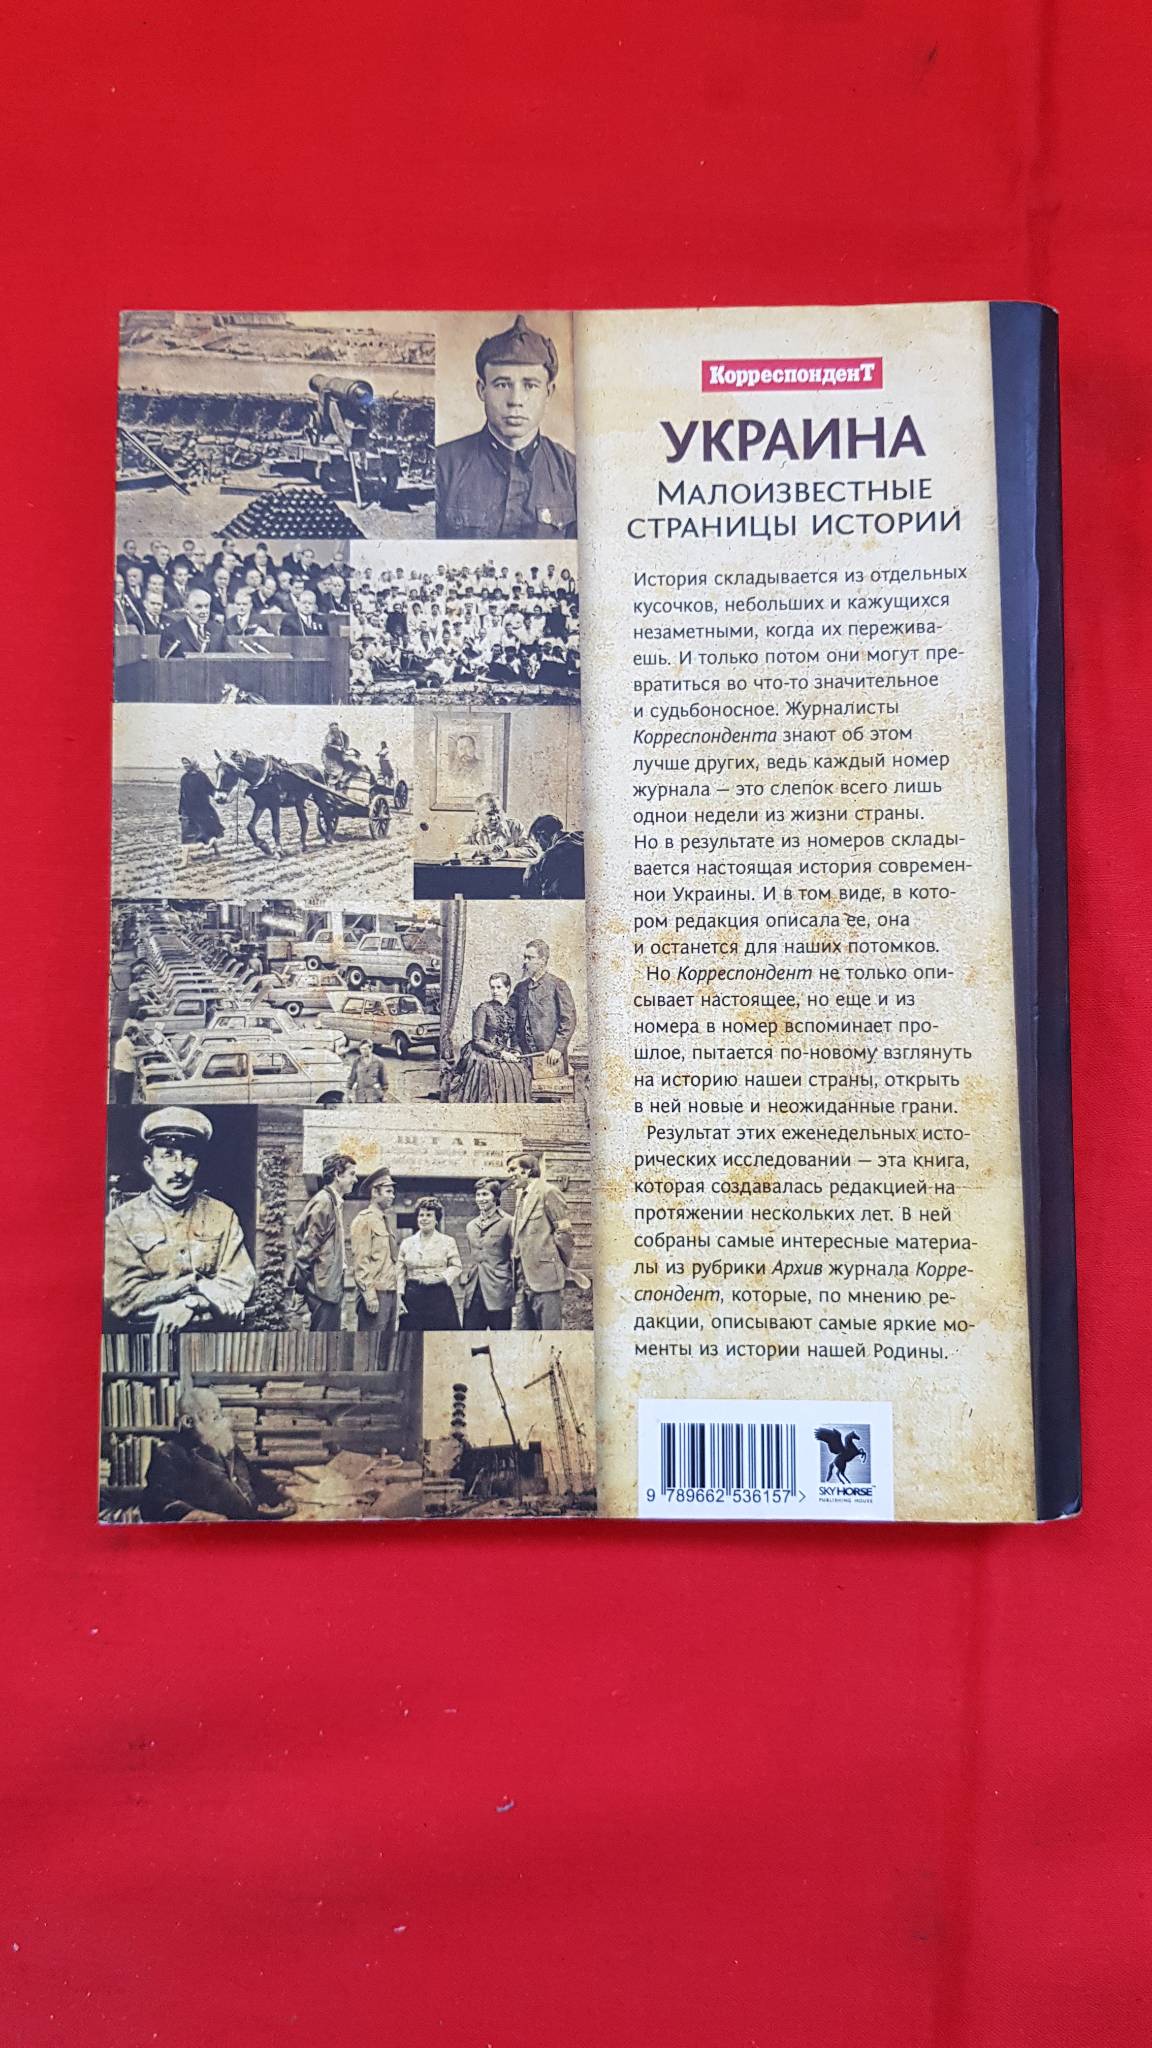 Корреспондент
УКРАИНА
Малоизвестные
страницы истории
История складывается из отдельных
кусочков, небольших и кажущихся
незаметными, когда их пережива-
ешь. И только потом они могут пре-
вратиться во что-то значительное
и судьбоносное. Журналисты
Корреспондента знают об этом
лучше других, ведь каждый номер
журнала – это слепок всего лишь
одной недели из жизни страны.
Но в результате из номеров склады-
вается настоящая история современ-
ной Украины. И в том виде, в кото-
ром редакция описала ее, она
и останется для наших потомков.
Но Корреспондент не только опи-
сывает настоящее, но еще и из
номера в номер вспоминает про-
шлое, пытается по-новому взглянуть
на историю нашей страны, открыть
в ней новые и неожиданные грани.
Результат этих еженедельных исто-
рических исследований – эта книга,
которая создавалась редакцией на
протяжении нескольких лет. В ней
собраны самые интересные материа-
лы из рубрики Архив журнала Корре-
спондент, которые, по мнению ре-
дакции, описывают самые яркие мо-
менты из истории нашей Родины.
ШТАБ
9 789662 536157 >
SKYHORSE™
PUBLISHING HOUSE